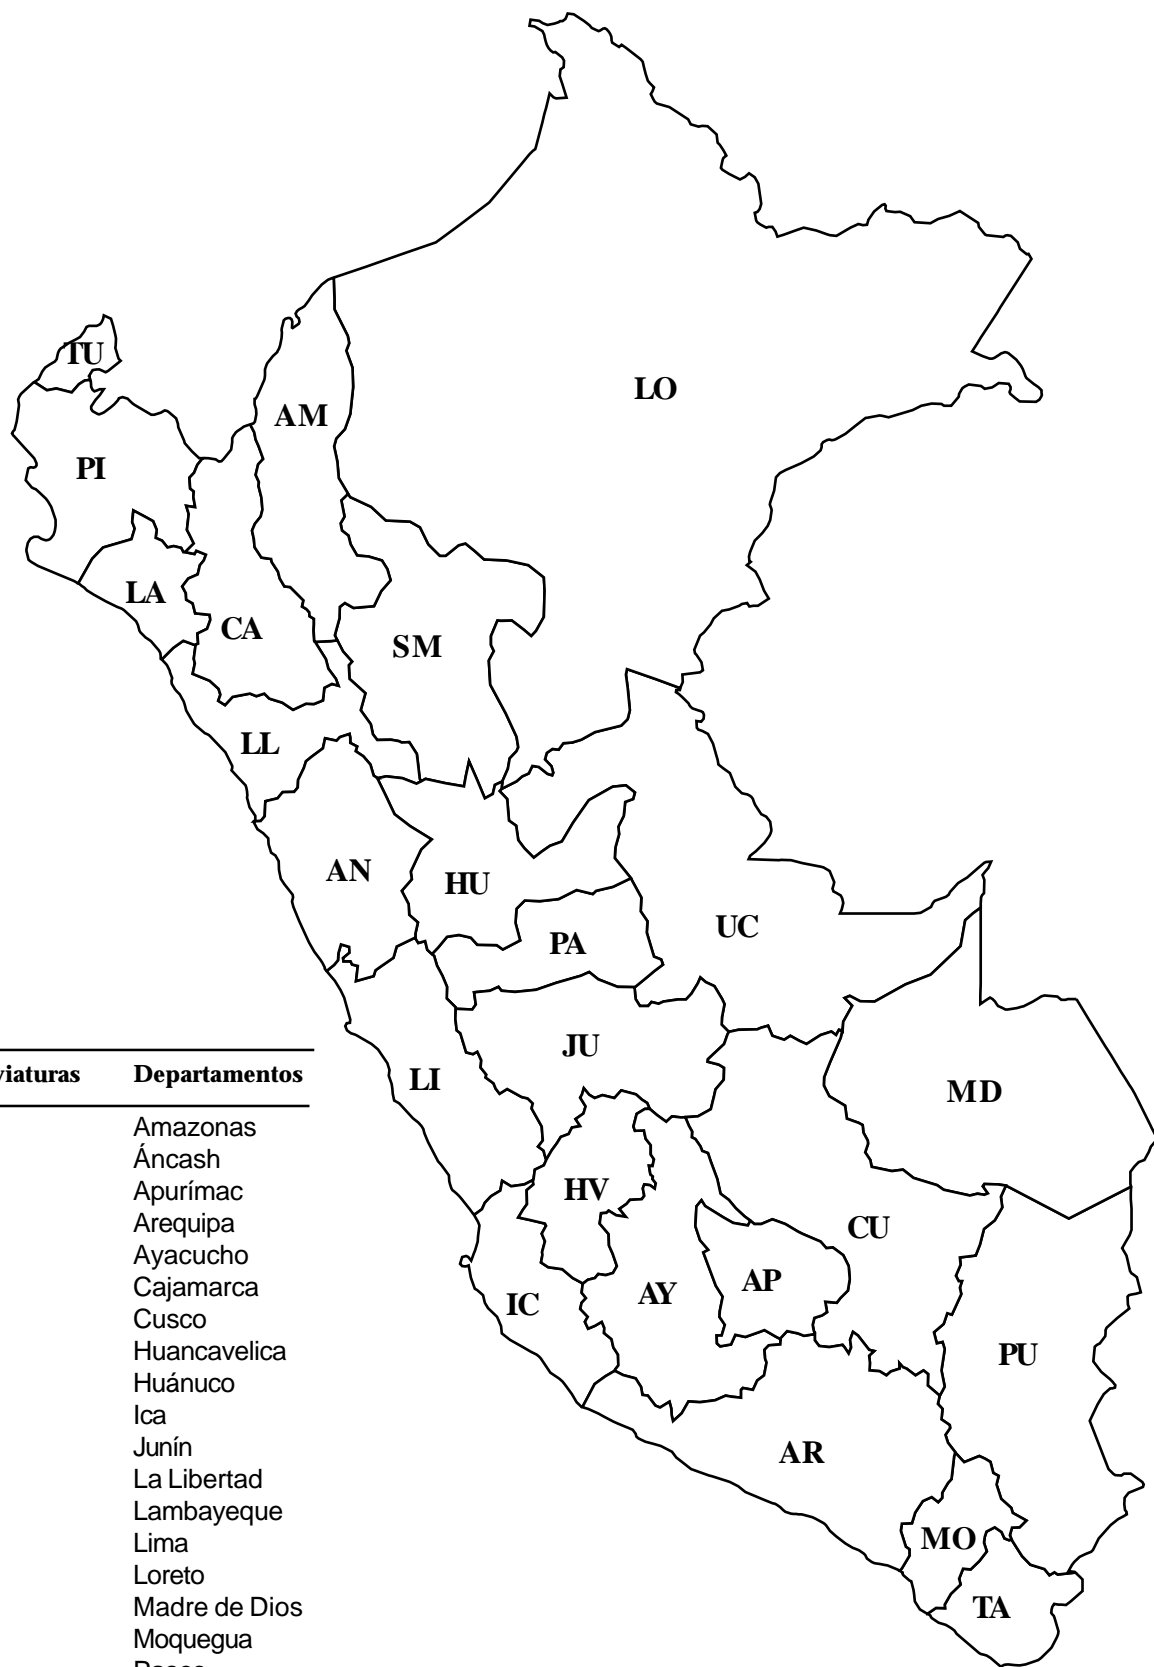 LO
TU
AM
PI
LA
CA
SM
LL
AN
HU
UC
PA
JU
LI
MD
HV
CU
AP
AY
IC
PU
AR
MO
TA
viaturas Departamentos
Amazonas
Áncash
Apurímac
Arequipa
Ayacucho
Cajamarca
Cusco
Huancavelica
Huánuco
Ica
Junín
La Libertad
Lambayeque
Lima
Loreto
Madre de Dios
Moquegua